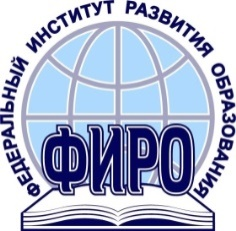 ФЕДЕРАЛЬНЫЙ ИНСТИТУТ РАЗВИТИЯ ОБРАЗОВАНИЯ
ФИРО